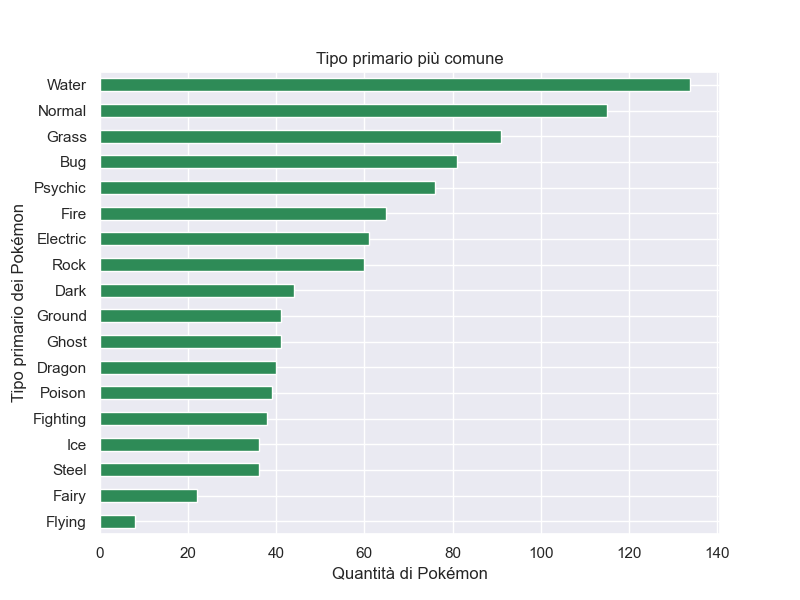 Tipo primario più comune
Water
Normal
Grass
Bug
Psychic
Fire
Electric
Rock
Dark
Ground
Ghost
Dragon
Poison
Fighting
Ice
Steel
Fairy
Flying
Tipo primario dei Pokémon
0 20 40 60 80 100 120 140
Quantità di Pokémon